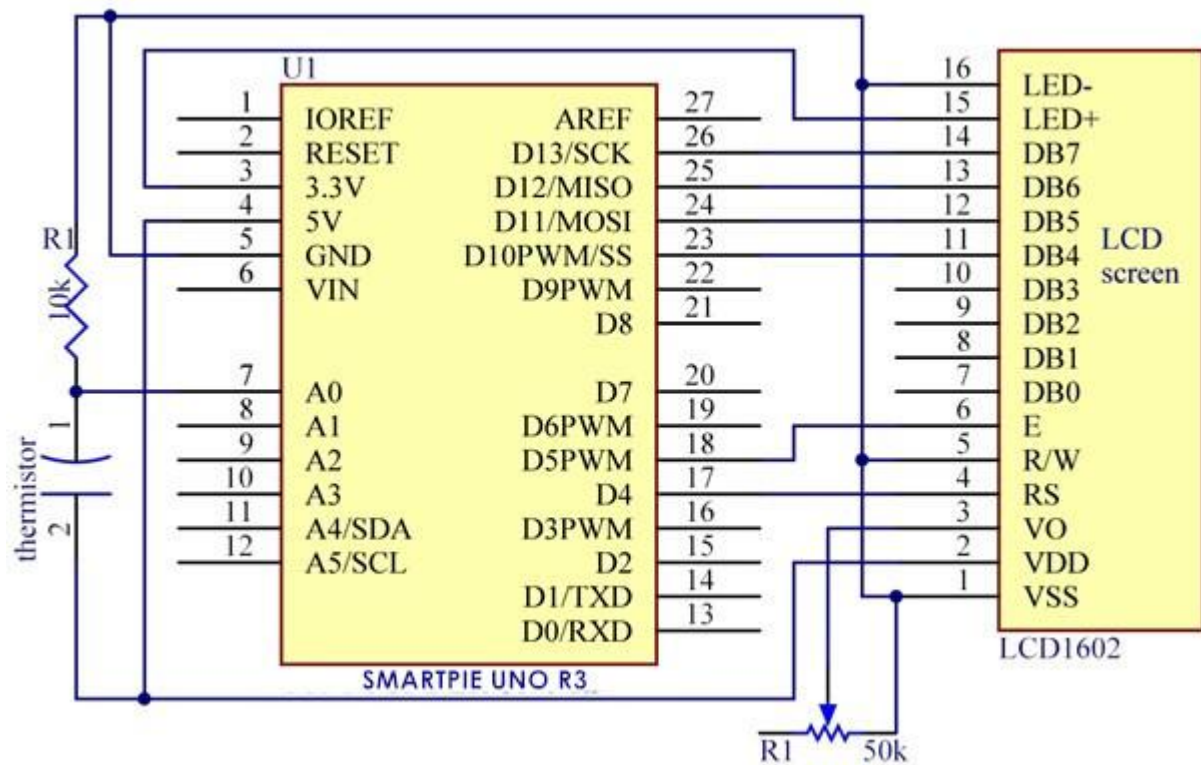 U1
1 IOREF
2 RESET
3 3.3V
4 5V
5 GND
6 VIN
7 A0
8 A1
9 A2
10 A3
11 A4/SDA
12 A5/SCL
AREF 27
D13/SCK 26
D12/MISO 25
D11/MOSI 24
D10PWM/SS 23
D9PWM 22
D8 21
D7 20
D6PWM 19
D5PWM 18
D4 17
D3PWM 16
D2 15
D1/TXD 14
D0/RXD 13
SMARTPIE UNO R3
R1
10k
1
thermistor
2
16 LED-
15 LED+
14 DB7
13 DB6
12 DB5
11 DB4
10 DB3
9 DB2
8 DB1
7 DB0
6 E
5 R/W
4 RS
3 VO
2 VDD
1 VSS
LCD
screen
LCD1602
R1
50k